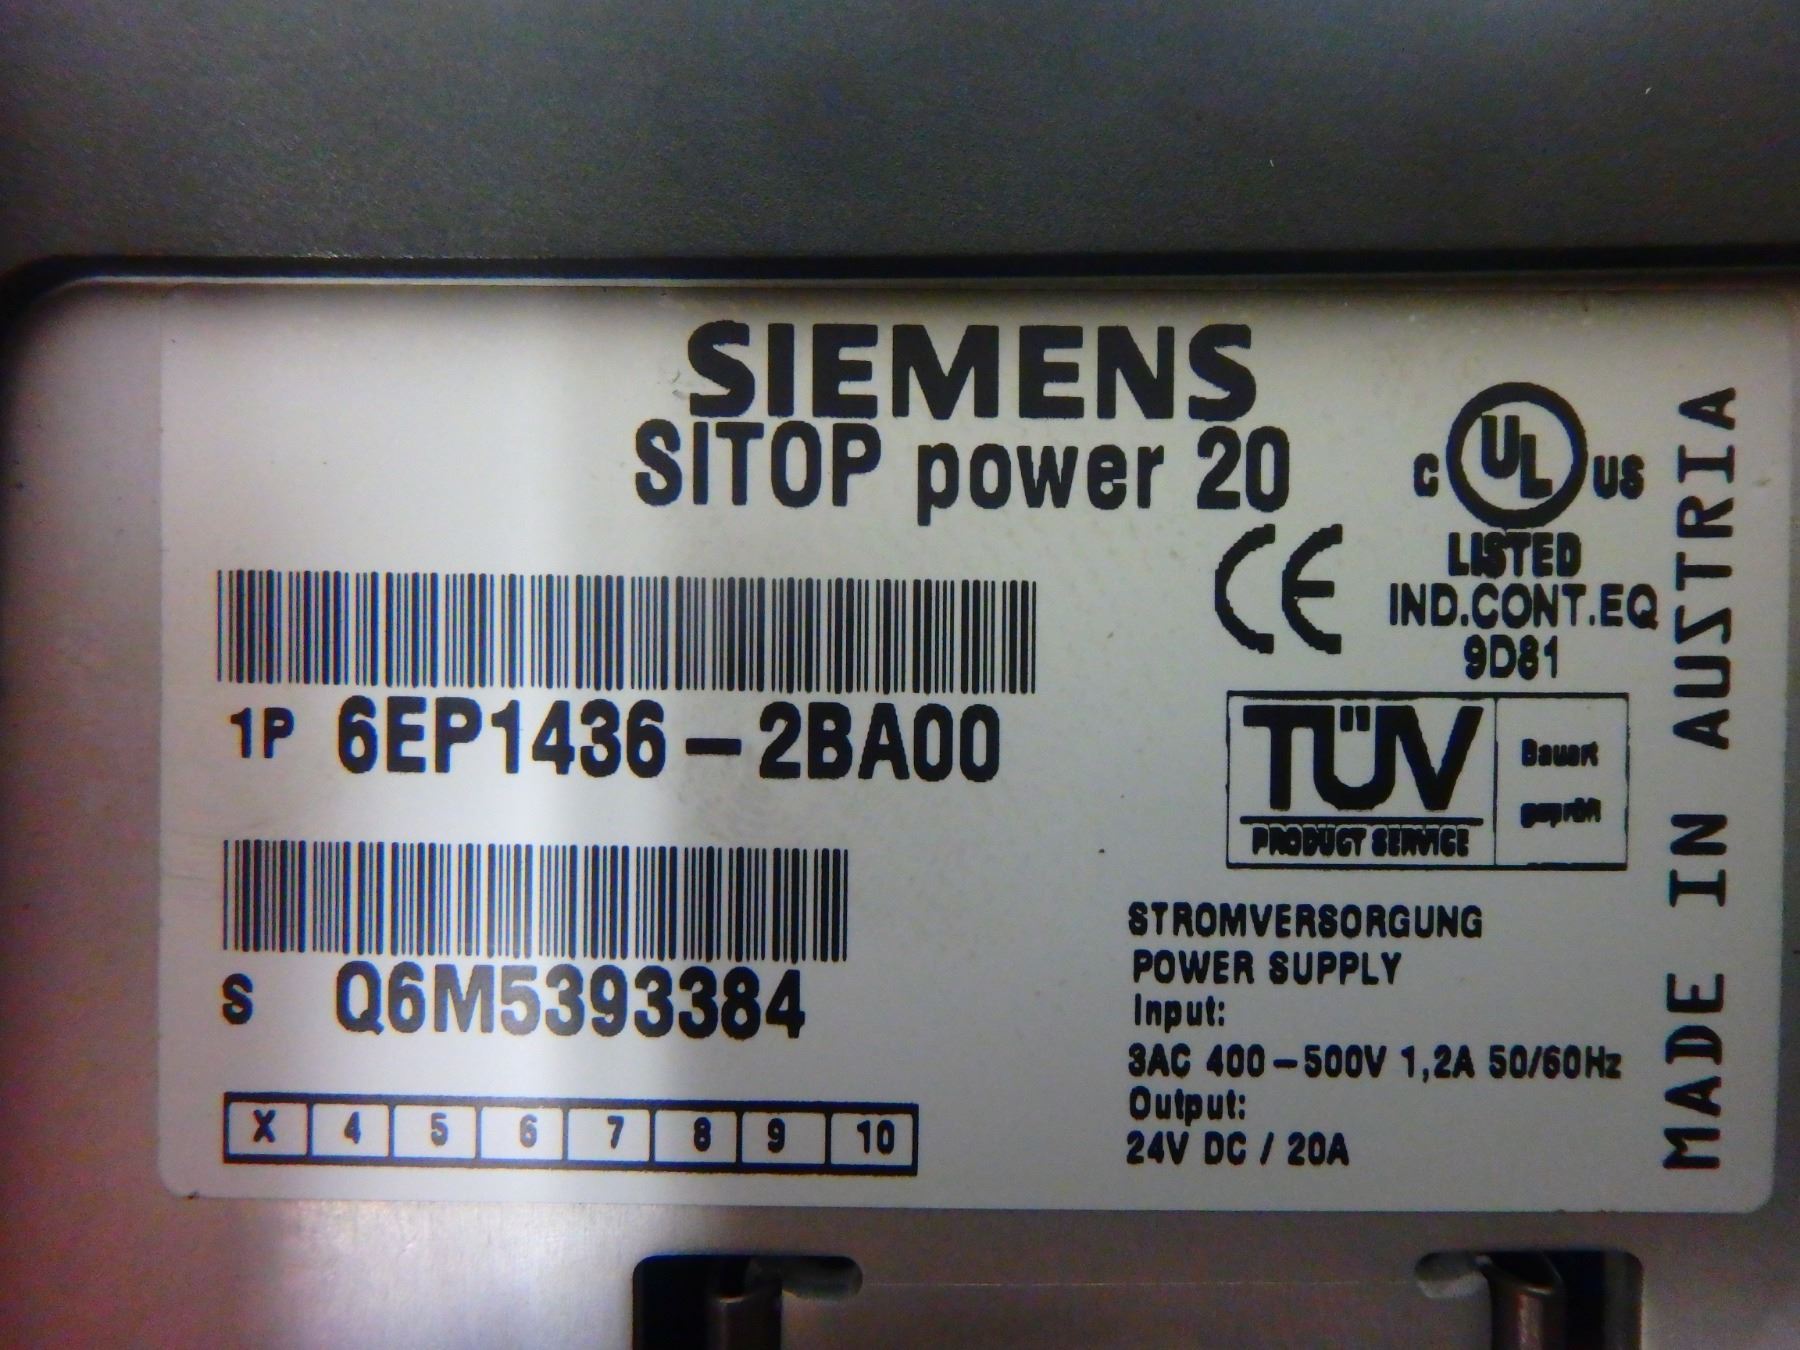 SIEMENS
SITOP power 20
C UL US
LISTED
IND.CONT.EQ
9D81
CE
1P 6EP1436-2BA00
TÜV
PRODUCT SERVICE
Bauart
geprüft
S Q6M5393384
STROMVERSORGUNG
POWER SUPPLY
Input:
3AC 400-500V 1,2A 50/60Hz
Output:
24V DC / 20A
X 4 5 6 7 8 9 10
MADE IN AUSTRIA